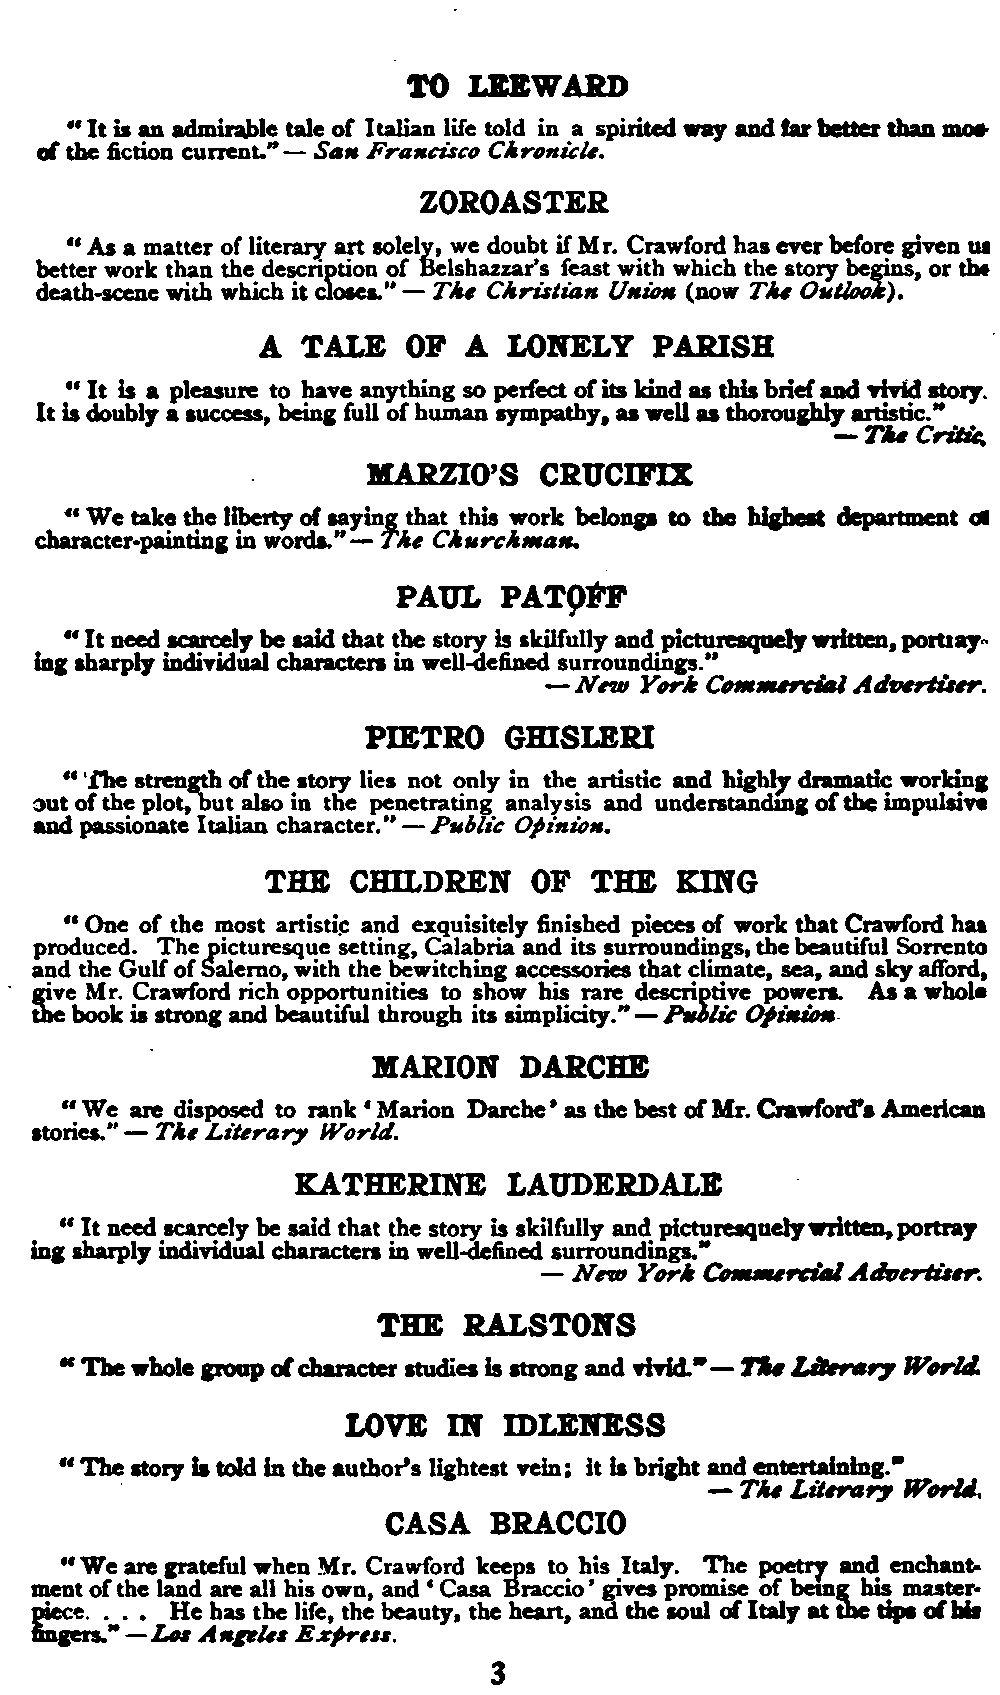 TO LEEWARD
"It is an admirable tale of Italian life told in a spirited way and far better than mos-
of the fiction current." — San Francisco Chronicle.
ZOROASTER
"As a matter of literary art solely, we doubt if Mr. Crawford has ever before given us
better work than the description of Belshazzar's feast with which the story begins, or the
death-scene with which it closes." — The Christian Union (now The Outlook).
A TALE OF A LONELY PARISH
"It is a pleasure to have anything so perfect of its kind as this brief and vivid story.
It is doubly a success, being full of human sympathy, as well as thoroughly artistic."
— The Critic.
MARZIO'S CRUCIFIX
"We take the liberty of saying that this work belongs to the highest department of
character-painting in words." — The Churchman.
PAUL PATOFF
"It need scarcely be said that the story is skilfully and picturesquely written, portray-
ing sharply individual characters in well-defined surroundings."
— New York Commercial Advertiser.
PIETRO GHISLERI
"The strength of the story lies not only in the artistic and highly dramatic working
out of the plot, but also in the penetrating analysis and understanding of the impulsive
and passionate Italian character." — Public Opinion.
THE CHILDREN OF THE KING
"One of the most artistic and exquisitely finished pieces of work that Crawford has
produced. The picturesque setting, Calabria and its surroundings, the beautiful Sorrento
and the Gulf of Salerno, with the bewitching accessories that climate, sea, and sky afford,
give Mr. Crawford rich opportunities to show his rare descriptive powers. As a whole
the book is strong and beautiful through its simplicity." — Public Opinion
MARION DARCHE
"We are disposed to rank 'Marion Darche' as the best of Mr. Crawford's American
stories." — The Literary World.
KATHERINE LAUDERDALE
"It need scarcely be said that the story is skilfully and picturesquely written, portray
ing sharply individual characters in well-defined surroundings."
— New York Commercial Advertiser.
THE RALSTONS
"The whole group of character studies is strong and vivid." — The Literary World.
LOVE IN IDLENESS
"The story is told in the author's lightest vein; it is bright and entertaining."
— The Literary World.
CASA BRACCIO
"We are grateful when Mr. Crawford keeps to his Italy. The poetry and enchant-
ment of the land are all his own, and 'Casa Braccio' gives promise of being his master-
piece. . . . He has the life, the beauty, the heart, and the soul of Italy at the tips of his
fingers." — Los Angeles Express.
3